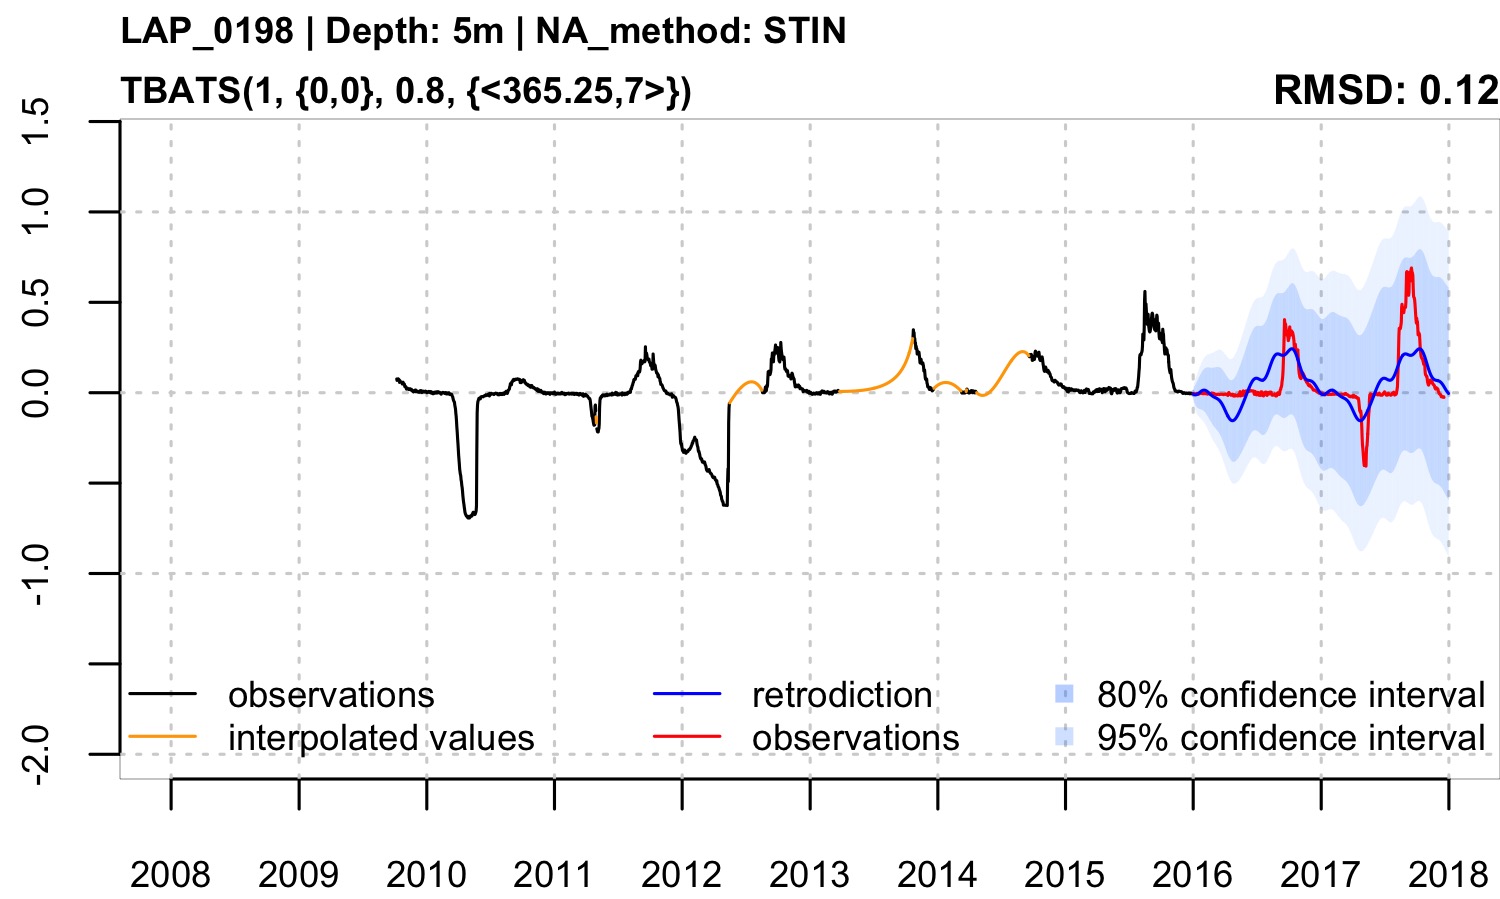 LAP_0198 | Depth: 5m | NA_method: STIN
TBATS(1, {0,0}, 0.8, {<365.25,7>})
RMSD: 0.12
1.5
1.0
0.5
0.0
-1.0
-2.0
observations
interpolated values
retrodiction
observations
80% confidence interval
95% confidence interval
2008 2009 2010 2011 2012 2013 2014 2015 2016 2017 2018